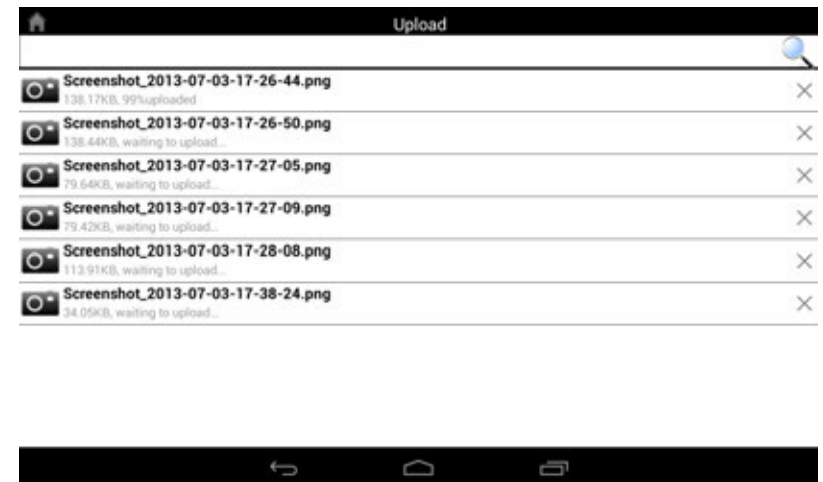 Upload
Screenshot_2013-07-03-17-26-44.png
138.17KB, 99%uploaded
Screenshot_2013-07-03-17-26-50.png
138.44KB, waiting to upload...
Screenshot_2013-07-03-17-27-05.png
79.64KB, waiting to upload...
Screenshot_2013-07-03-17-27-09.png
79.42KB, waiting to upload...
Screenshot_2013-07-03-17-28-08.png
113.91KB, waiting to upload...
Screenshot_2013-07-03-17-38-24.png
34.05KB, waiting to upload...